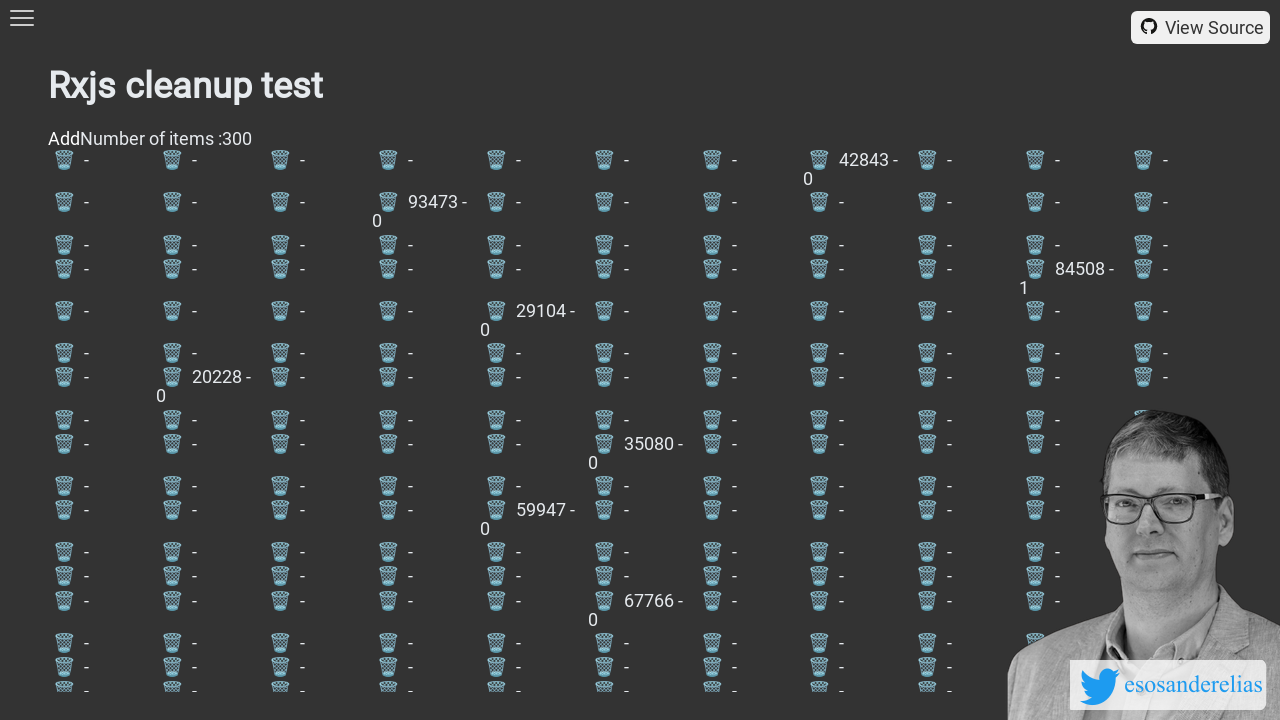 View Source
Rxjs cleanup test
AddNumber of items :300
- - - - - - - 42843 - - - -
0
- - - 93473 - - - - - - - -
0
- - - - - - - - - - -
- - - - - - - - - 84508 - -
1
- - - - 29104 - - - - - - -
0
- - - - - - - - - - -
- 20228 - - - - - - - - - -
0
- - - - - - - - - -
- - - - - 35080 - - - - -
0
- - - - - - - - - -
- - - - 59947 - - - - - -
0
- - - - - - - - - -
- - - - - - - - - -
- - - - - 67766 - - - - -
0
- - - - - - - - -
- - - - - - - - -
- - - - - - - - -
esosanderelias